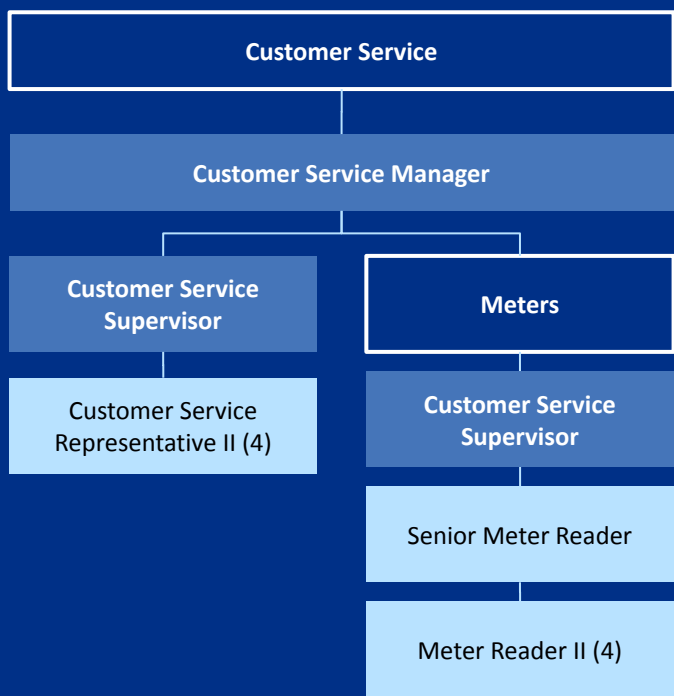 Customer Service
Customer Service Manager
Customer Service
Supervisor
Customer Service
Representative II (4)
Meters
Customer Service
Supervisor
Senior Meter Reader
Meter Reader II (4)